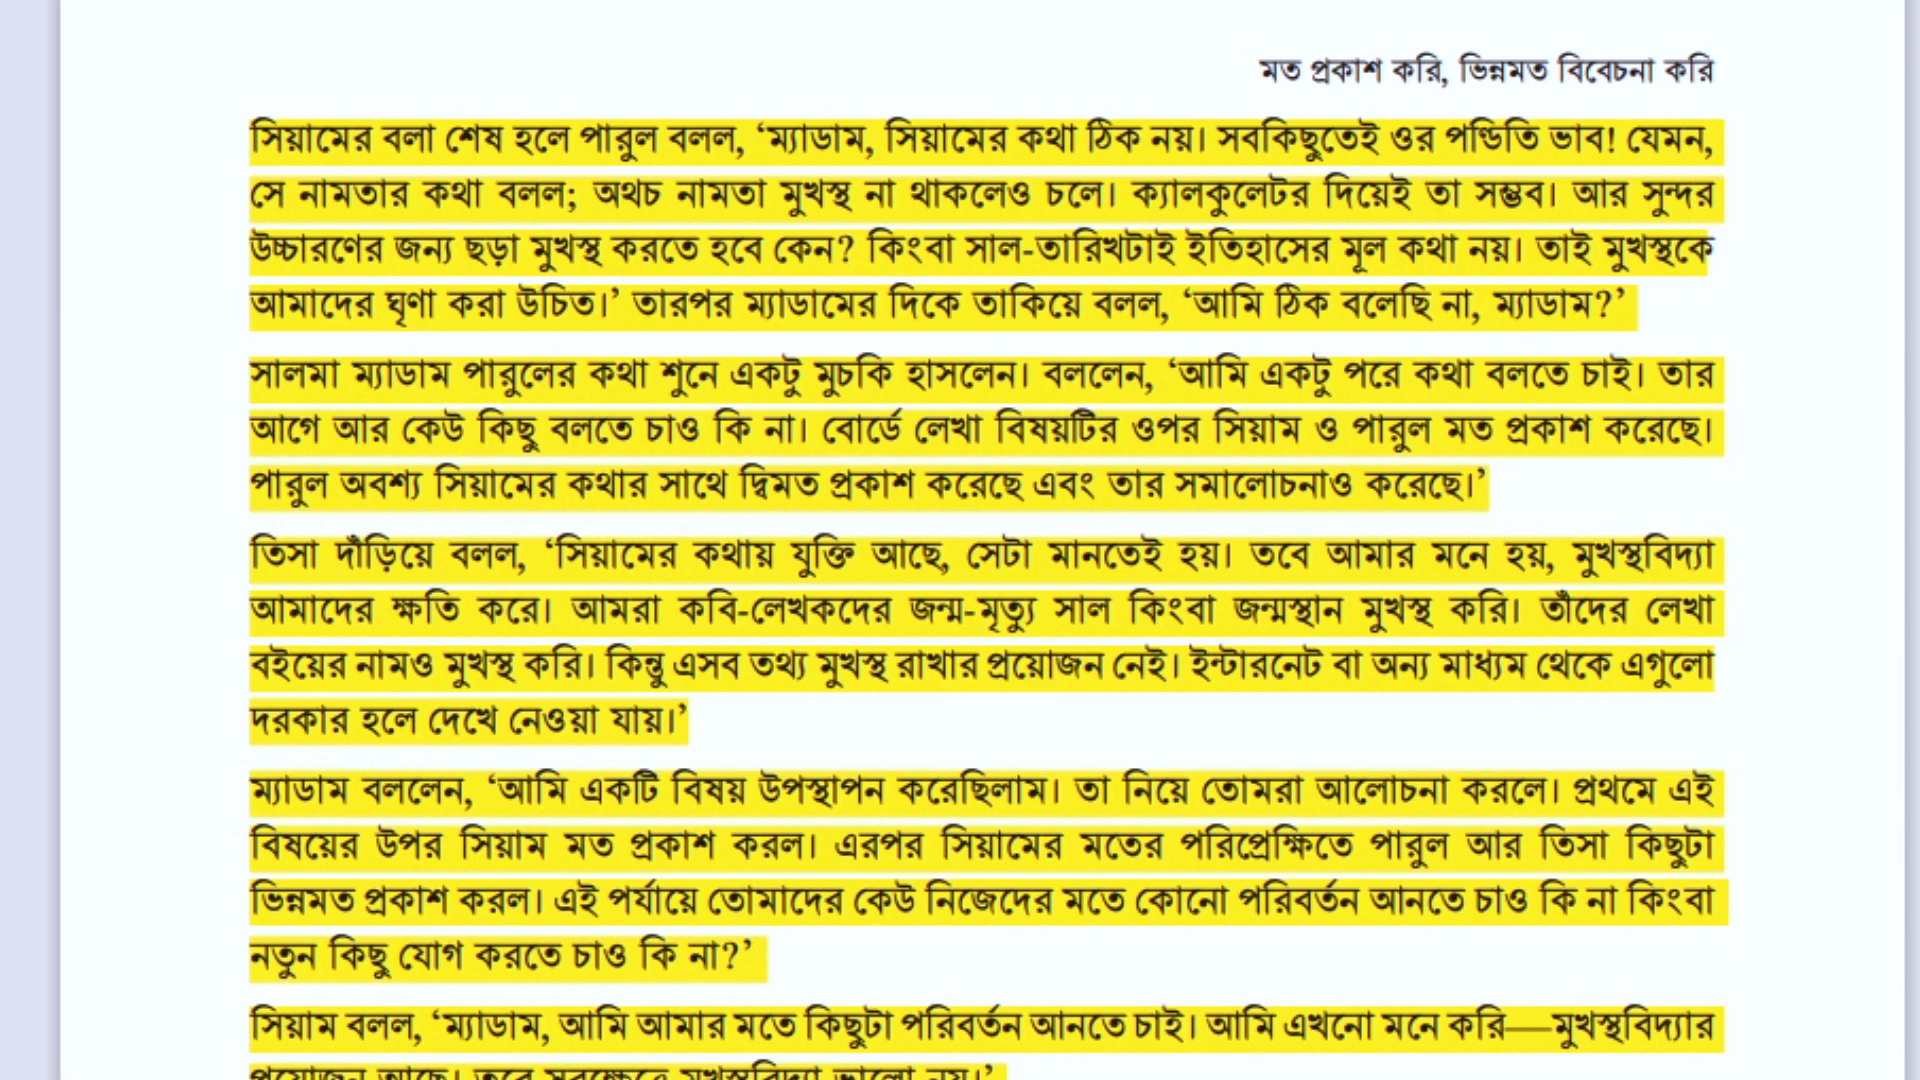 মত প্রকাশ করি, ভিন্নমত বিবেচনা করি
সিয়ামের বলা শেষ হলে পারুল বলল, ‘ম্যাডাম, সিয়ামের কথা ঠিক নয়। সবকিছুতেই ওর পণ্ডিতি ভাব! যেমন,
সে নামতার কথা বলল; অথচ নামতা মুখস্থ না থাকলেও চলে। ক্যালকুলেটর দিয়েই তা সম্ভব। আর সুন্দর
উচ্চারণের জন্য ছড়া মুখস্থ করতে হবে কেন? কিংবা সাল-তারিখটাই ইতিহাসের মূল কথা নয়। তাই মুখস্থকে
আমাদের ঘৃণা করা উচিত।’ তারপর ম্যাডামের দিকে তাকিয়ে বলল, ‘আমি ঠিক বলেছি না, ম্যাডাম?’
সালমা ম্যাডাম পারুলের কথা শুনে একটু মুচকি হাসলেন। বললেন, ‘আমি একটু পরে কথা বলতে চাই। তার
আগে আর কেউ কিছু বলতে চাও কি না। বোর্ডে লেখা বিষয়টির ওপর সিয়াম ও পারুল মত প্রকাশ করেছে।
পারুল অবশ্য সিয়ামের কথার সাথে দ্বিমত প্রকাশ করেছে এবং তার সমালোচনাও করেছে।’
তিসা দাঁড়িয়ে বলল, ‘সিয়ামের কথায় যুক্তি আছে, সেটা মানতেই হয়। তবে আমার মনে হয়, মুখস্থবিদ্যা
আমাদের ক্ষতি করে। আমরা কবি-লেখকদের জন্ম-মৃত্যু সাল কিংবা জন্মস্থান মুখস্থ করি। তাঁদের লেখা
বইয়ের নামও মুখস্থ করি। কিন্তু এসব তথ্য মুখস্থ রাখার প্রয়োজন নেই। ইন্টারনেট বা অন্য মাধ্যম থেকে এগুলো
দরকার হলে দেখে নেওয়া যায়।’
ম্যাডাম বললেন, ‘আমি একটি বিষয় উপস্থাপন করেছিলাম। তা নিয়ে তোমরা আলোচনা করলে। প্রথমে এই
বিষয়ের উপর সিয়াম মত প্রকাশ করল। এরপর সিয়ামের মতের পরিপ্রেক্ষিতে পারুল আর তিসা কিছুটা
ভিন্নমত প্রকাশ করল। এই পর্যায়ে তোমাদের কেউ নিজেদের মতে কোনো পরিবর্তন আনতে চাও কি না কিংবা
নতুন কিছু যোগ করতে চাও কি না?’
সিয়াম বলল, ‘ম্যাডাম, আমি আমার মতে কিছুটা পরিবর্তন আনতে চাই। আমি এখনো মনে করি—মুখস্থবিদ্যার
প্রয়োজন আছে। তবে সবক্ষেত্রে মুখস্থবিদ্যা ভালো নয়।’